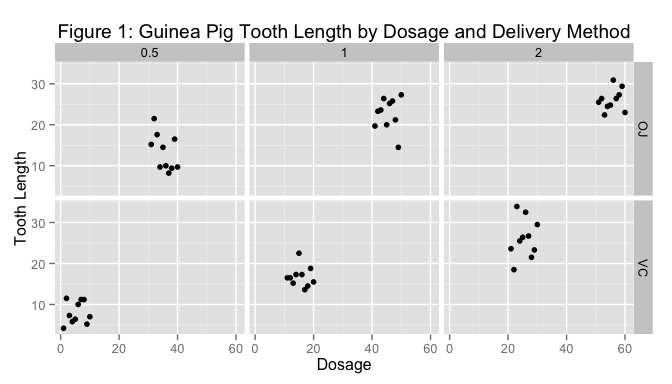 Figure 1: Guinea Pig Tooth Length by Dosage and Delivery Method
0.5 1 2
30
20
10
OJ
30
20
10
VC
Tooth Length
0 20 40 60 0 20 40 60 0 20 40 60
Dosage